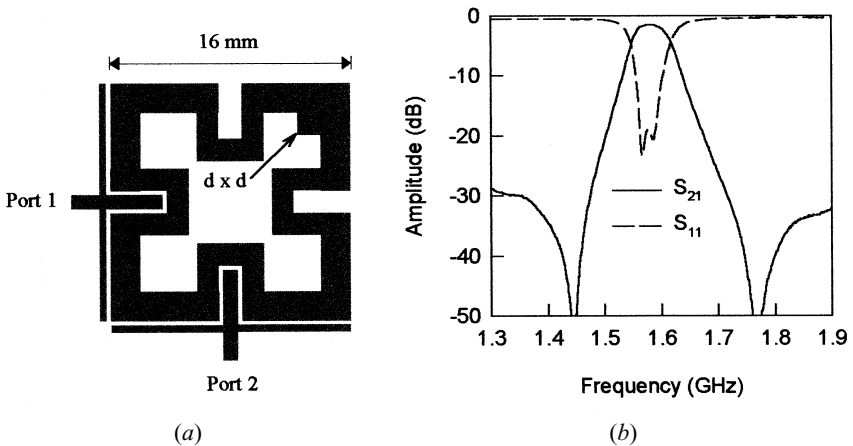 16 mm
d x d
Port 1
Port 2
(a)
0
-10
-20
-30
-40
-50
Amplitude (dB)
S21
S11
1.3 1.4 1.5 1.6 1.7 1.8 1.9
Frequency (GHz)
(b)